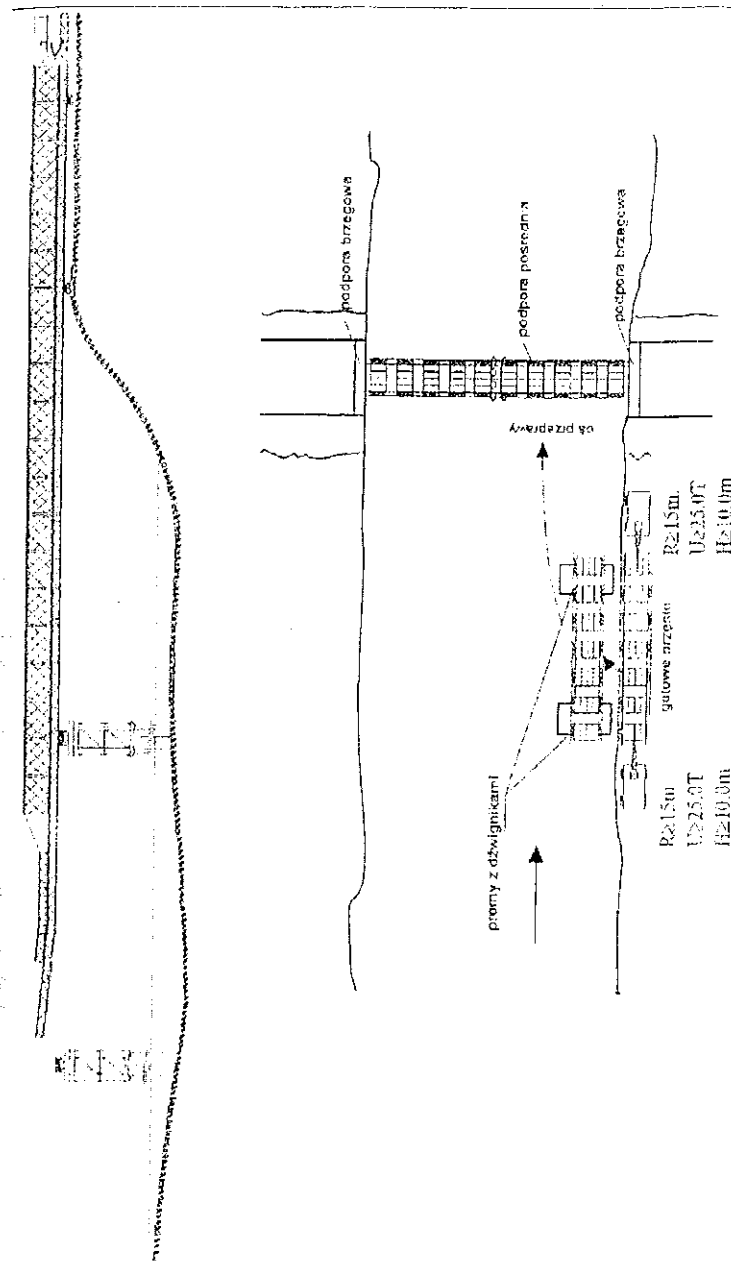 podpora brzegowa
podpora pośrednia
podpora brzegowa
oś przeprawy
promy z dźwignikami
gotowe przęsło
R≥15m
U≥25.0T
H≥10.0m
R≥15m.
U≥25.0T
H≥10.0m